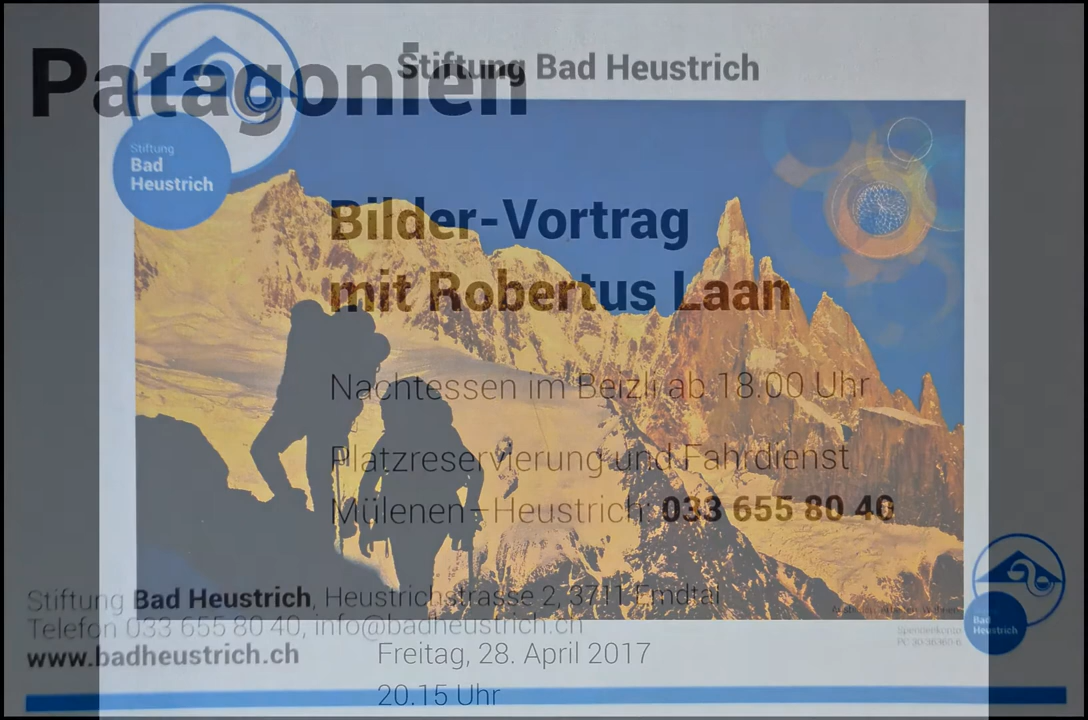 Patagonien
Stiftung Bad Heustrich
Stiftung
Bad
Heustrich
Bilder-Vortrag
mit Robertus Laan
Nachtessen im Beizli ab 18.00 Uhr
Platzreservierung und Fahrdienst
Mülenen–Heustrich: 033 655 80 40
Stiftung Bad Heustrich, Heustrichstrasse 2, 3711 Emdtal
Telefon 033 655 80 40, info@badheustrich.ch
www.badheustrich.ch
Freitag, 28. April 2017
20.15 Uhr
Spendenkonto
Bad
Heustrich